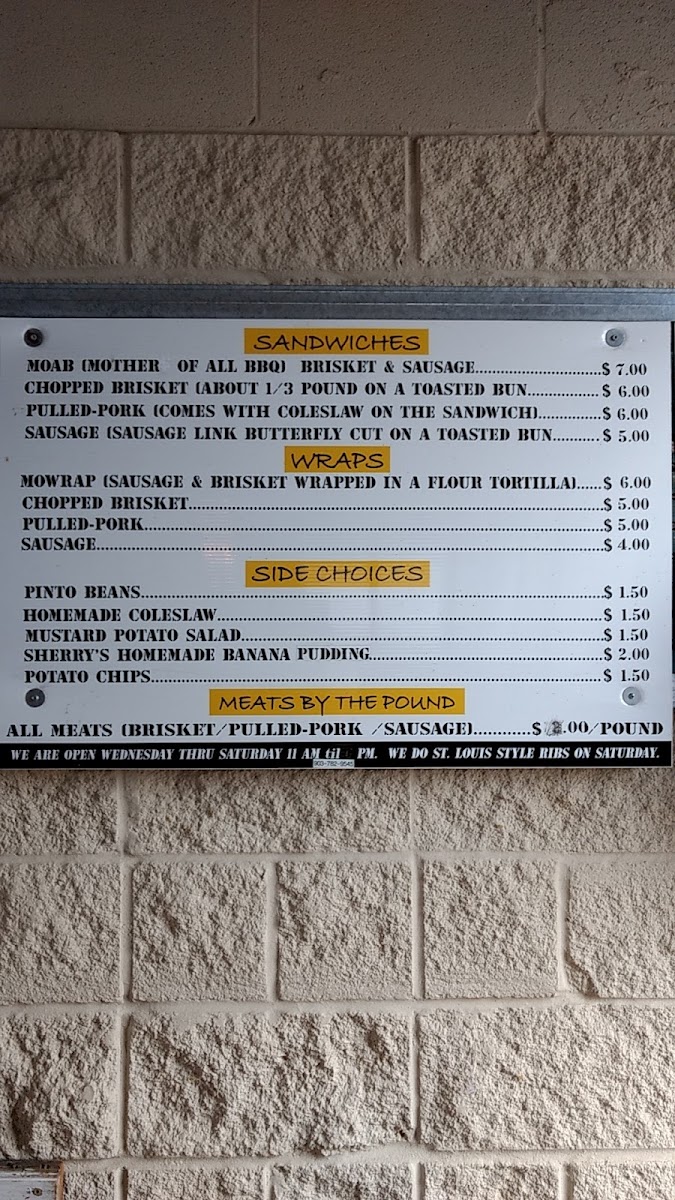 SANDWICHES
MOAB (MOTHER OF ALL BBQ) BRISKET & SAUSAGE..............................$ 7.00
CHOPPED BRISKET (ABOUT 1/3 POUND ON A TOASTED BUN.................$ 6.00
PULLED-PORK (COMES WITH COLESLAW ON THE SANDWICH)...............$ 6.00
SAUSAGE (SAUSAGE LINK BUTTERFLY CUT ON A TOASTED BUN...........$ 5.00
WRAPS
MOWRAP (SAUSAGE & BRISKET WRAPPED IN A FLOUR TORTILLA)......$ 6.00
CHOPPED BRISKET..............................$ 5.00
PULLED-PORK..............................$ 5.00
SAUSAGE..............................$ 4.00
SIDE CHOICES
PINTO BEANS..............................$ 1.50
HOMEMADE COLESLAW..............................$ 1.50
MUSTARD POTATO SALAD..............................$ 1.50
SHERRY'S HOMEMADE BANANA PUDDING..............................$ 2.00
POTATO CHIPS..............................$ 1.50
MEATS BY THE POUND
ALL MEATS (BRISKET/PULLED-PORK /SAUSAGE)............$ .00/POUND
WE ARE OPEN WEDNESDAY THRU SATURDAY 11 AM til PM. WE DO ST. LOUIS STYLE RIBS ON SATURDAY.
903-782-9545